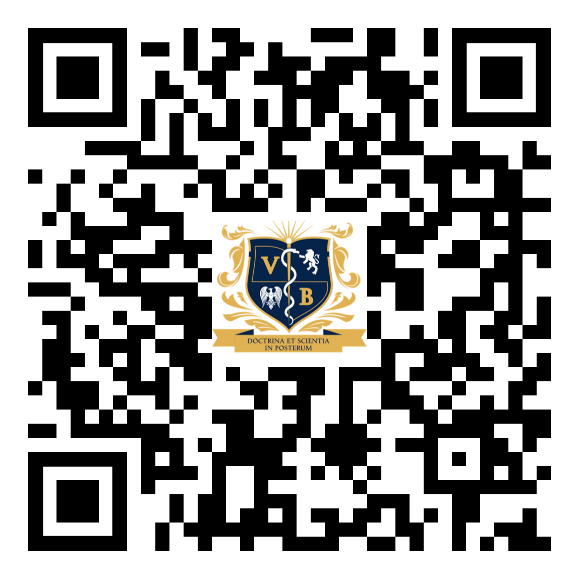 V
B
DOCTRINA ET SCIENTIA
IN POSTERUM